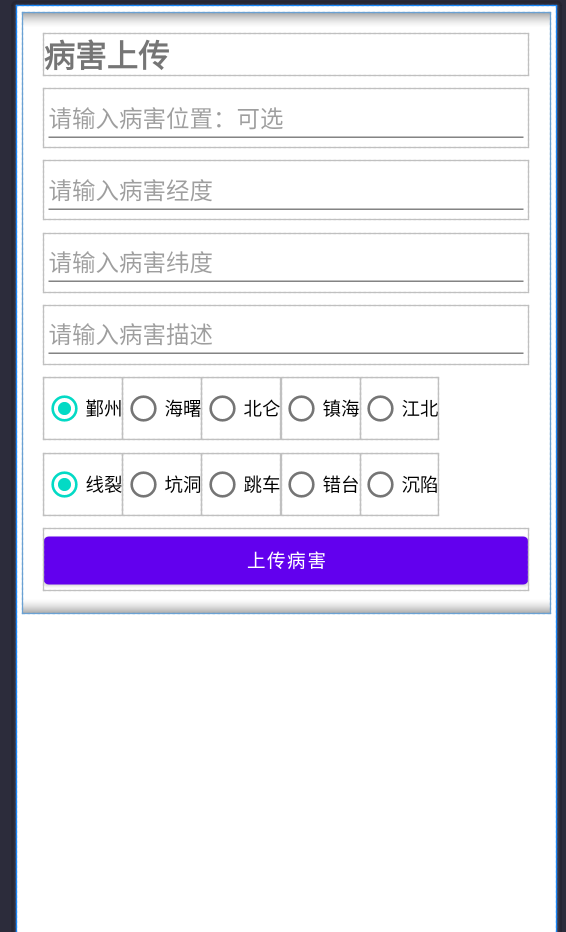 病害上传
请输入病害位置：可选
请输入病害经度
请输入病害纬度
请输入病害描述
鄞州 海曙 北仑 镇海 江北
线裂 坑洞 跳车 错台 沉陷
上传病害